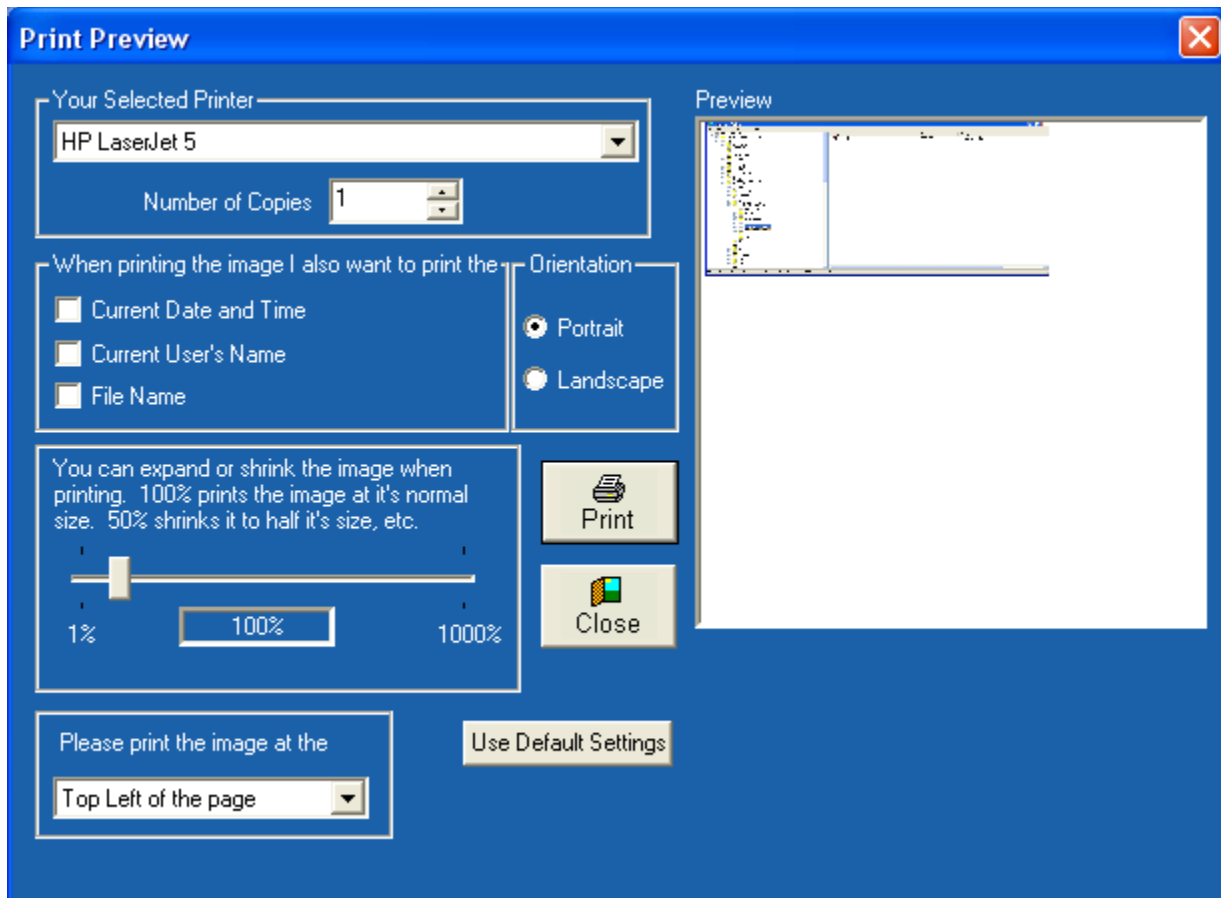 Print Preview
Your Selected Printer
HP LaserJet 5
Number of Copies 1
Preview
When printing the image I also want to print the
Current Date and Time
Current User's Name
File Name
Orientation
Portrait
Landscape
You can expand or shrink the image when
printing.  100% prints the image at it's normal
size.  50% shrinks it to half it's size, etc.
1%
100%
1000%
Print
Close
Please print the image at the
Top Left of the page
Use Default Settings